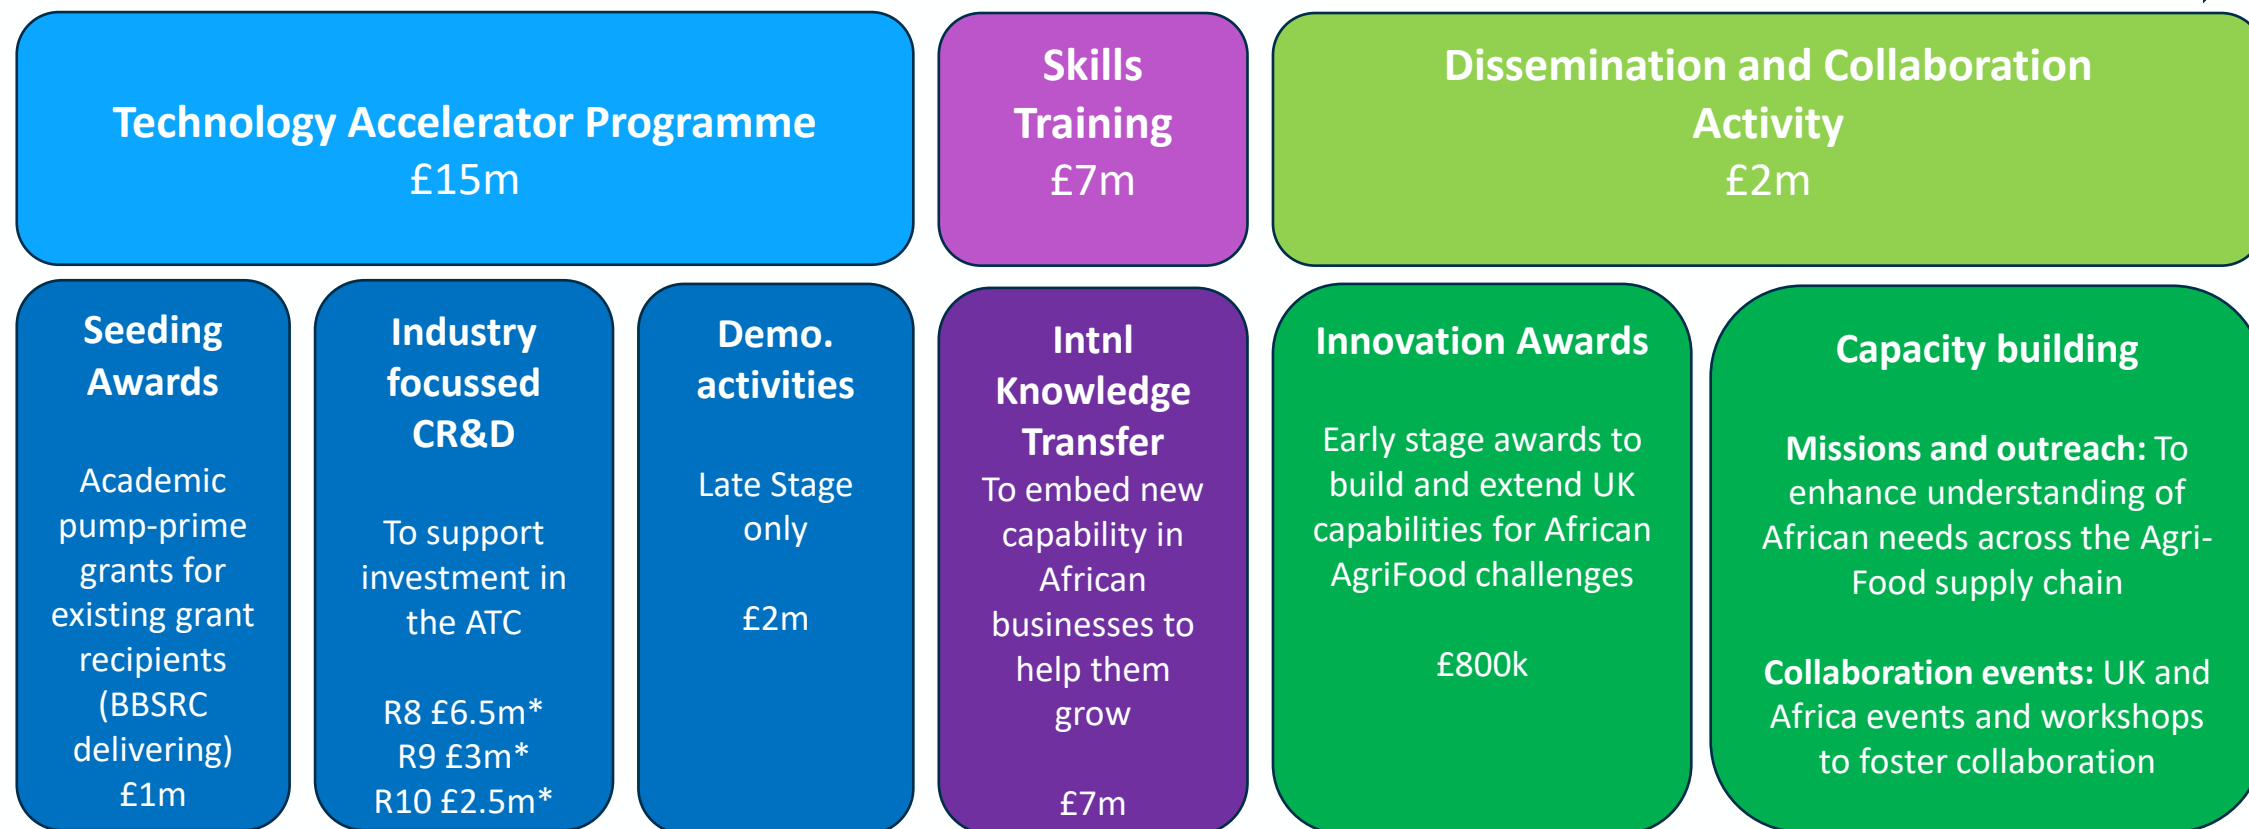 Technology Accelerator Programme
£15m
Skills
Training
£7m
Dissemination and Collaboration
Activity
£2m
Seeding
Awards
Academic
pump-prime
grants for
existing grant
recipients
(BBSRC
delivering)
£1m
Industry
focussed
CR&D
To support
investment in
the ATC
R8 £6.5m*
R9 £3m*
R10 £2.5m*
Demo.
activities
Late Stage
only
£2m
Intnl
Knowledge
Transfer
To embed new
capability in
African
businesses to
help them
grow
£7m
Innovation Awards
Early stage awards to
build and extend UK
capabilities for African
AgriFood challenges
£800k
Capacity building
Missions and outreach: To
enhance understanding of
African needs across the Agri-
Food supply chain
Collaboration events: UK and
Africa events and workshops
to foster collaboration